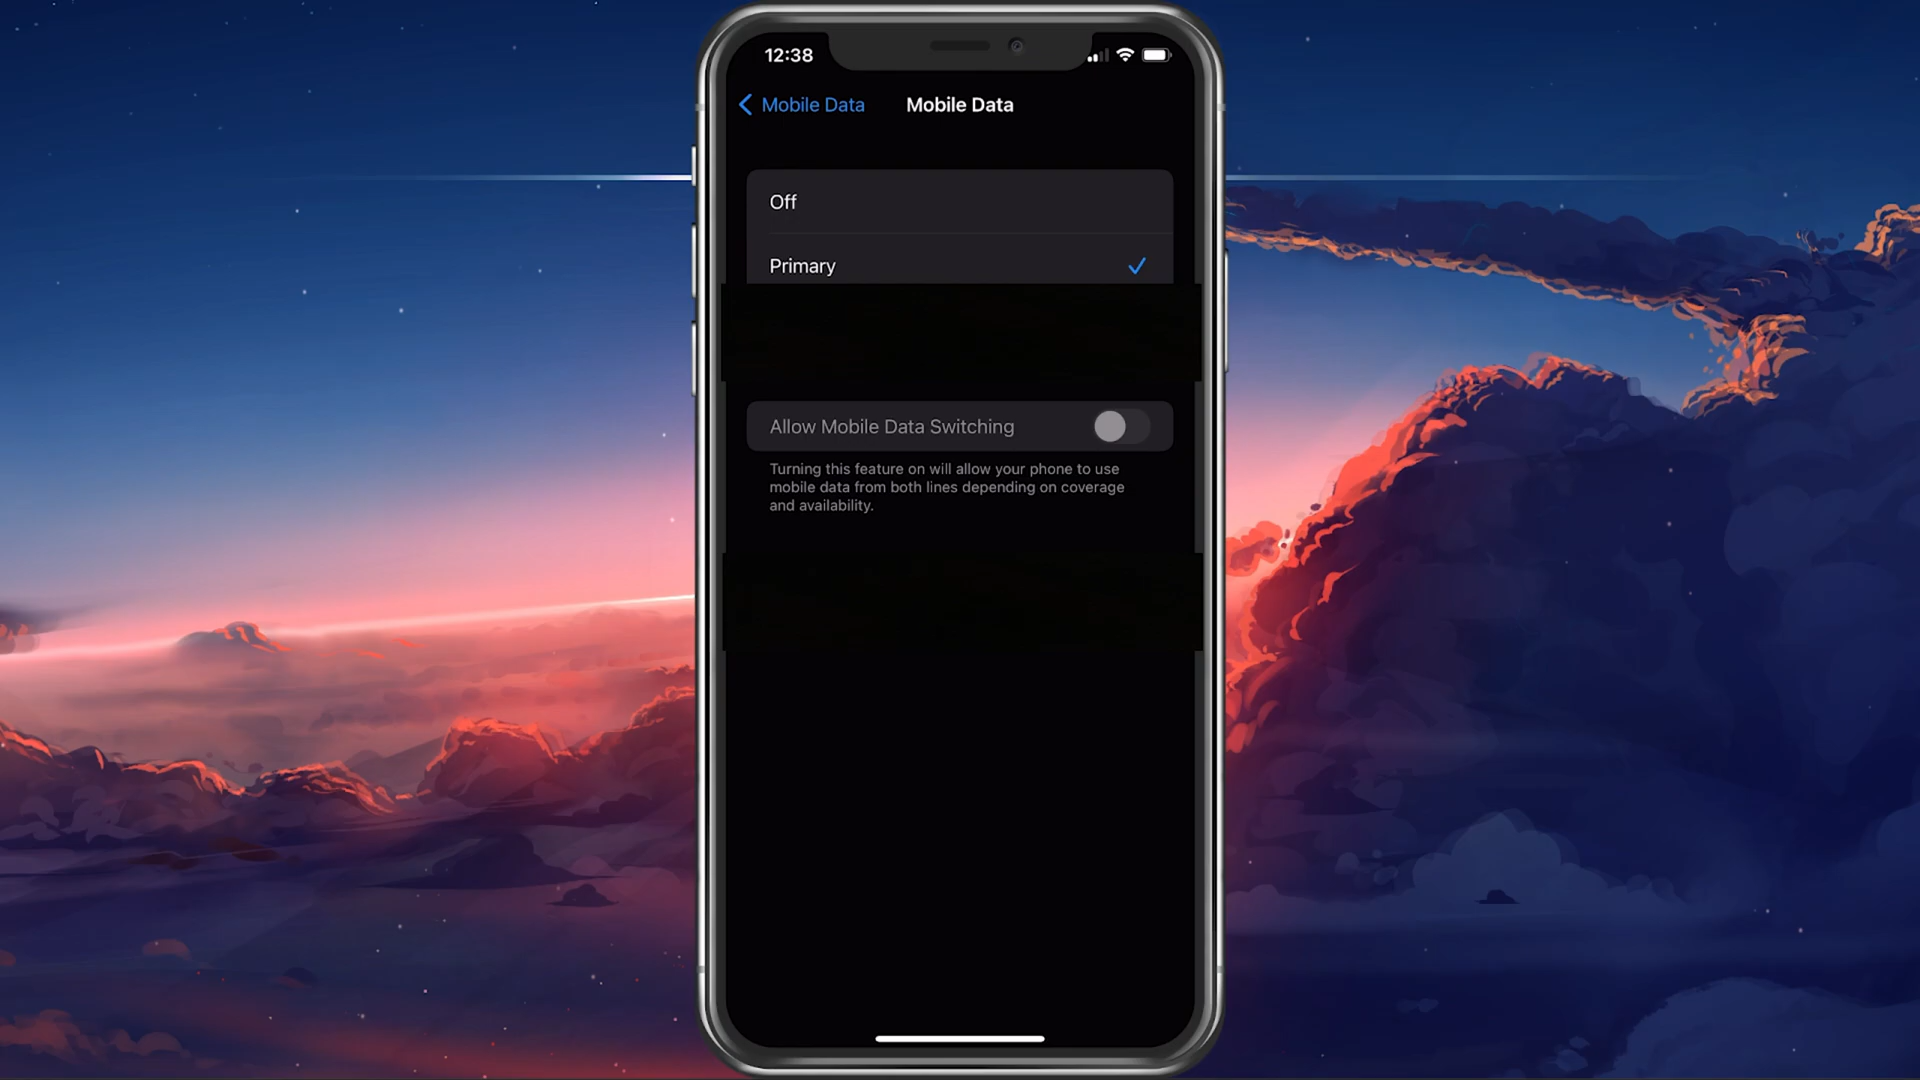 12:38
Mobile Data
Mobile Data
Off
Primary
Allow Mobile Data Switching
Turning this feature on will allow your phone to use
mobile data from both lines depending on coverage
and availability.